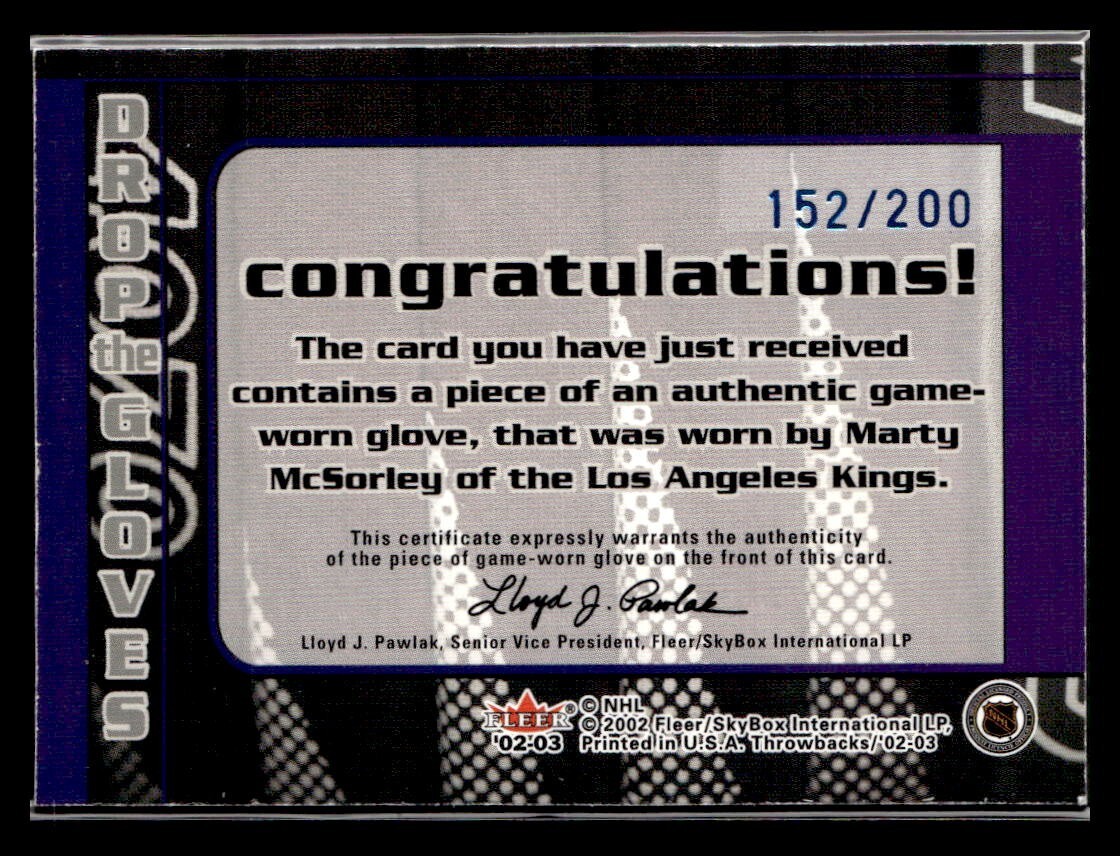 DROP the GLOVES
152/200
congratulations!
The card you have just received
contains a piece of an authentic game-
worn glove, that was worn by Marty
McSorley of the Los Angeles Kings.
This certificate expressly warrants the authenticity
of the piece of game-worn glove on the front of this card.
Lloyd J. Pawlak
Lloyd J. Pawlak, Senior Vice President, Fleer/SkyBox International LP
FLEER®
'02-03
© NHL
© 2002 Fleer/SkyBox International LP,
Printed in U.S.A. Throwbacks/'02-03
NHL